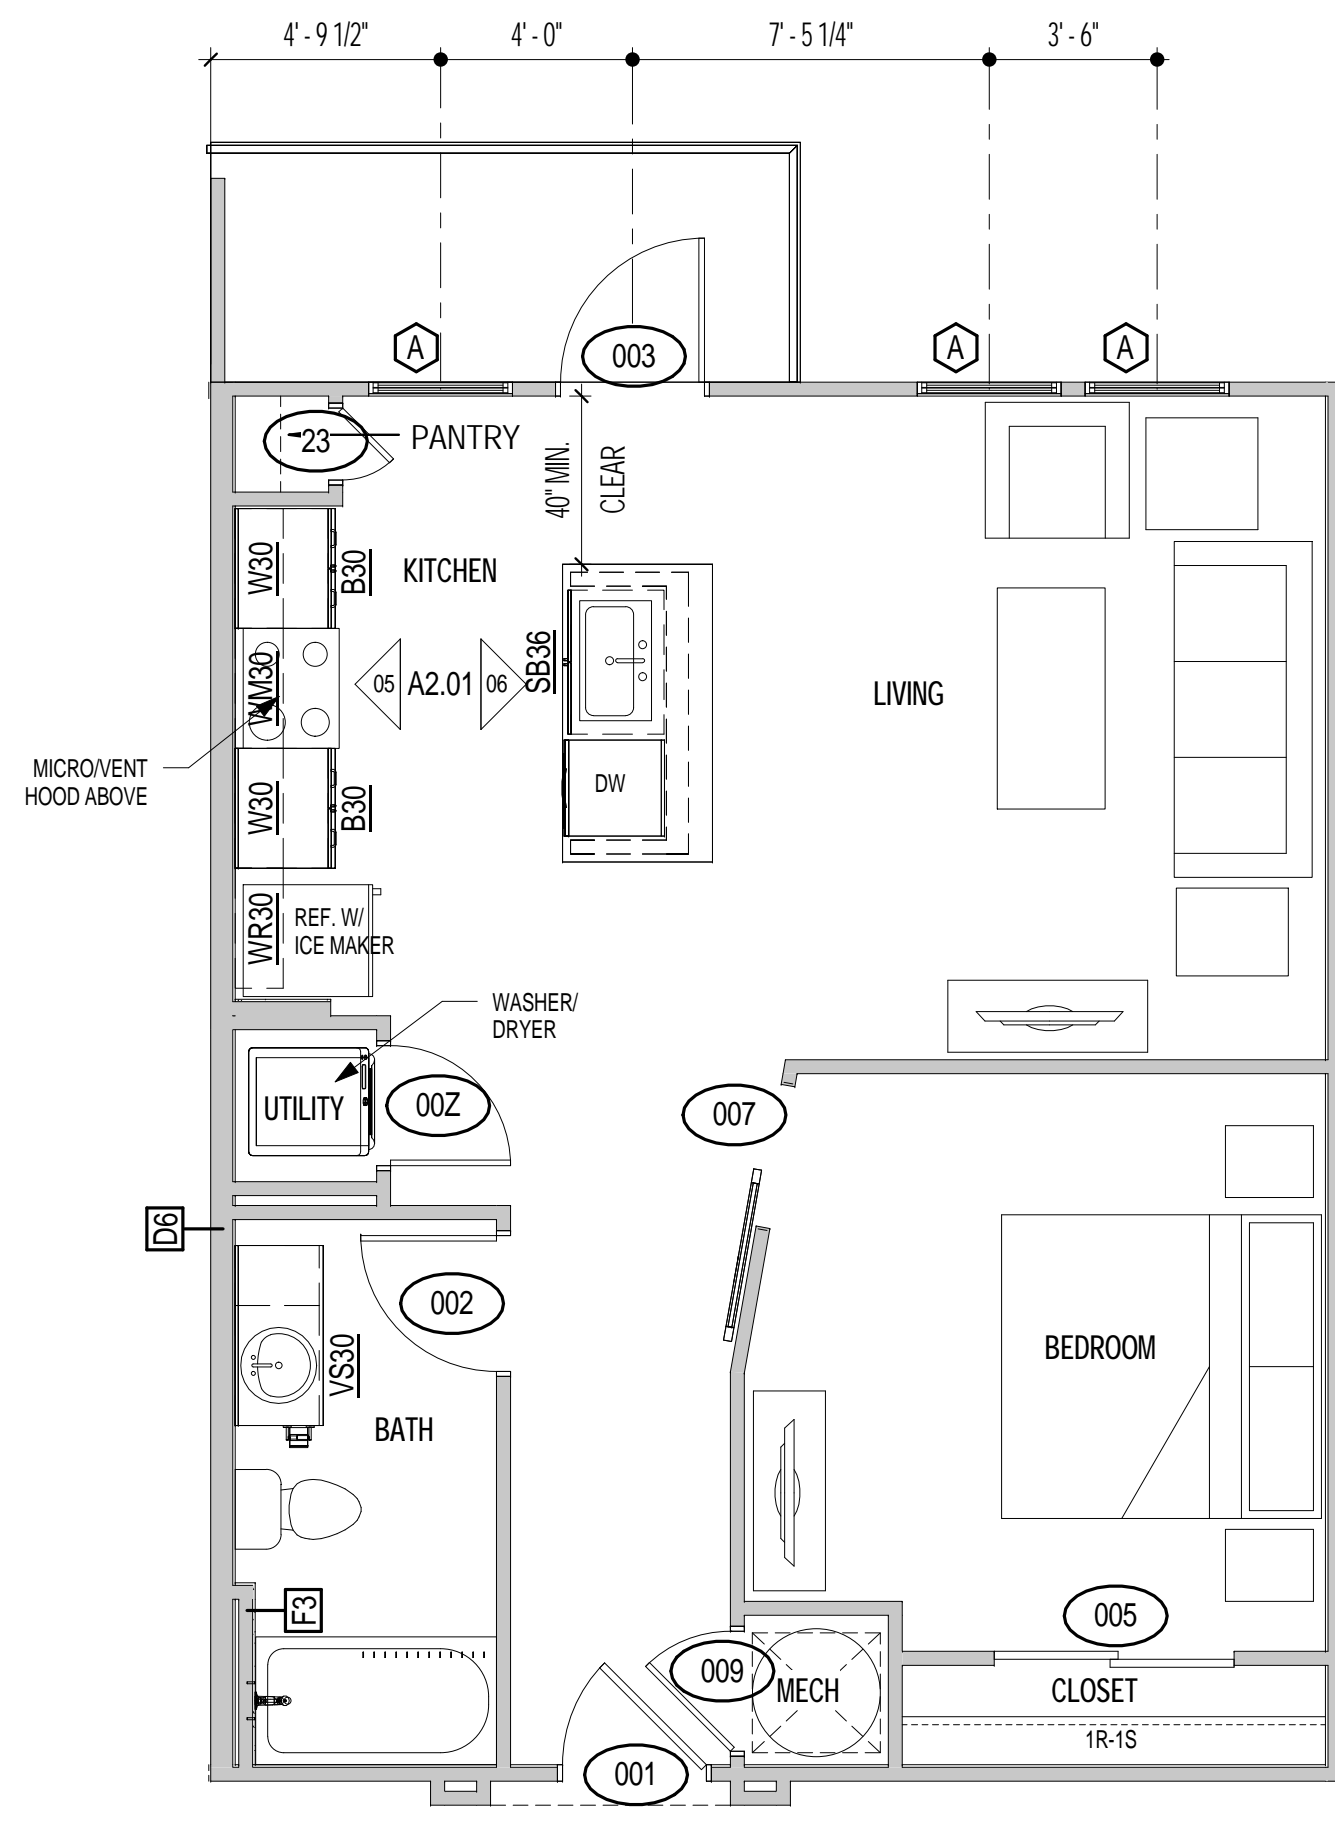 4' - 9 1/2"
4' - 0"
7' - 5 1/4"
3' - 6"
A
003
A
A
23
PANTRY
40" MIN.
CLEAR
W30
B30
KITCHEN
WM30
05
A2.01
06
SB36
LIVING
MICRO/VENT
HOOD ABOVE
W30
B30
DW
WR30
REF. W/
ICE MAKER
WASHER/
DRYER
UTILITY
00Z
007
D6
002
VS30
BEDROOM
BATH
F3
005
009
MECH
CLOSET
1R-1S
001